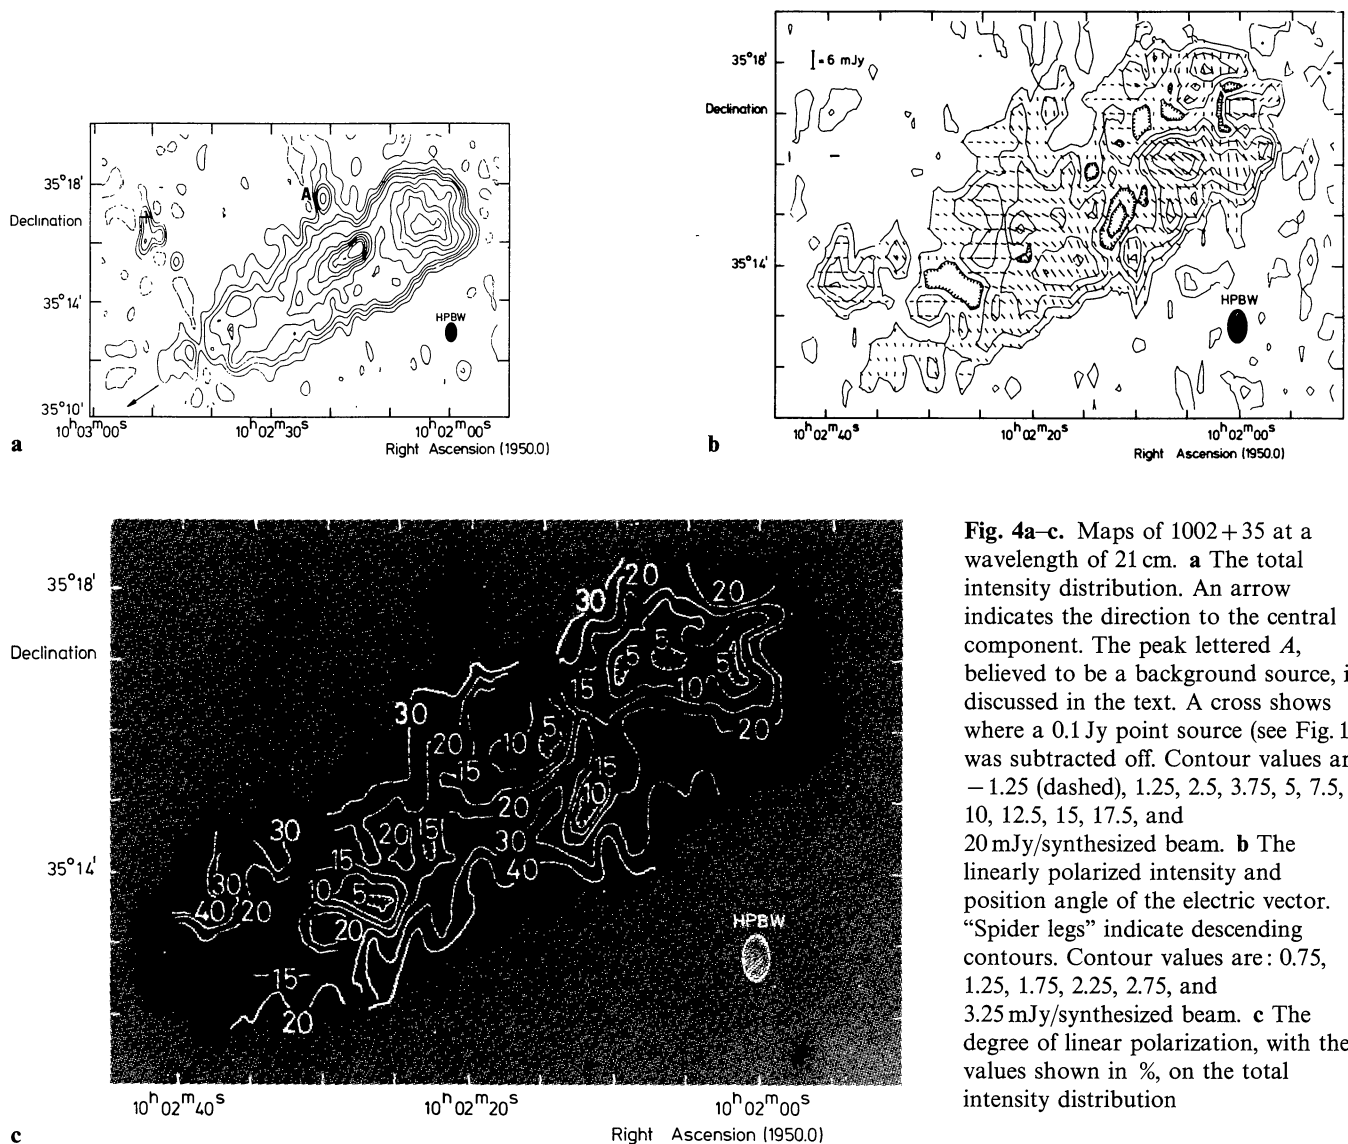 35°18'
Declination
35°14'
35°10'
A
HPBW
10ʰ03ᵐ00ˢ
10ʰ02ᵐ30ˢ
10ʰ02ᵐ00ˢ
Right Ascension (1950.0)
a
35°18'
I = 6 mJy
Declination
35°14'
HPBW
10ʰ02ᵐ40ˢ
10ʰ02ᵐ20ˢ
10ʰ02ᵐ00ˢ
Right Ascension (1950.0)
b
35°18'
Declination
35°14'
20
30
20
5
5
5
15
10
15
20
30
20
10
5
15
15
10
20
30
40
20
15
15
10
5
20
30
30
40
20
15
20
HPBW
10ʰ02ᵐ40ˢ
10ʰ02ᵐ20ˢ
10ʰ02ᵐ00ˢ
Right Ascension (1950.0)
c
Fig. 4a–c. Maps of 1002 + 35 at a
wavelength of 21 cm. a The total
intensity distribution. An arrow
indicates the direction to the central
component. The peak lettered A,
believed to be a background source, i
discussed in the text. A cross shows
where a 0.1 Jy point source (see Fig. 1
was subtracted off. Contour values ar
− 1.25 (dashed), 1.25, 2.5, 3.75, 5, 7.5,
10, 12.5, 15, 17.5, and
20 mJy/synthesized beam. b The
linearly polarized intensity and
position angle of the electric vector.
“Spider legs” indicate descending
contours. Contour values are: 0.75,
1.25, 1.75, 2.25, 2.75, and
3.25 mJy/synthesized beam. c The
degree of linear polarization, with the
values shown in %, on the total
intensity distribution